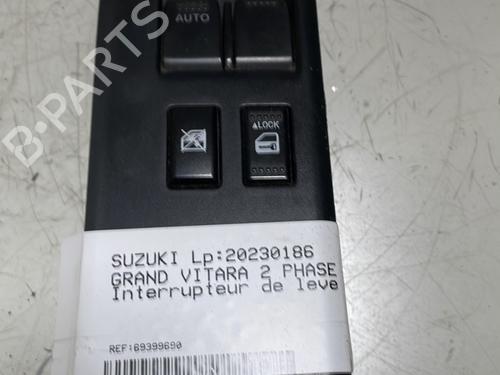 AUTO
B-PARTS
▲LOCK
SUZUKI Lp:20230186
GRAND VITARA 2 PHASE
Interrupteur de leve
REF:69399690